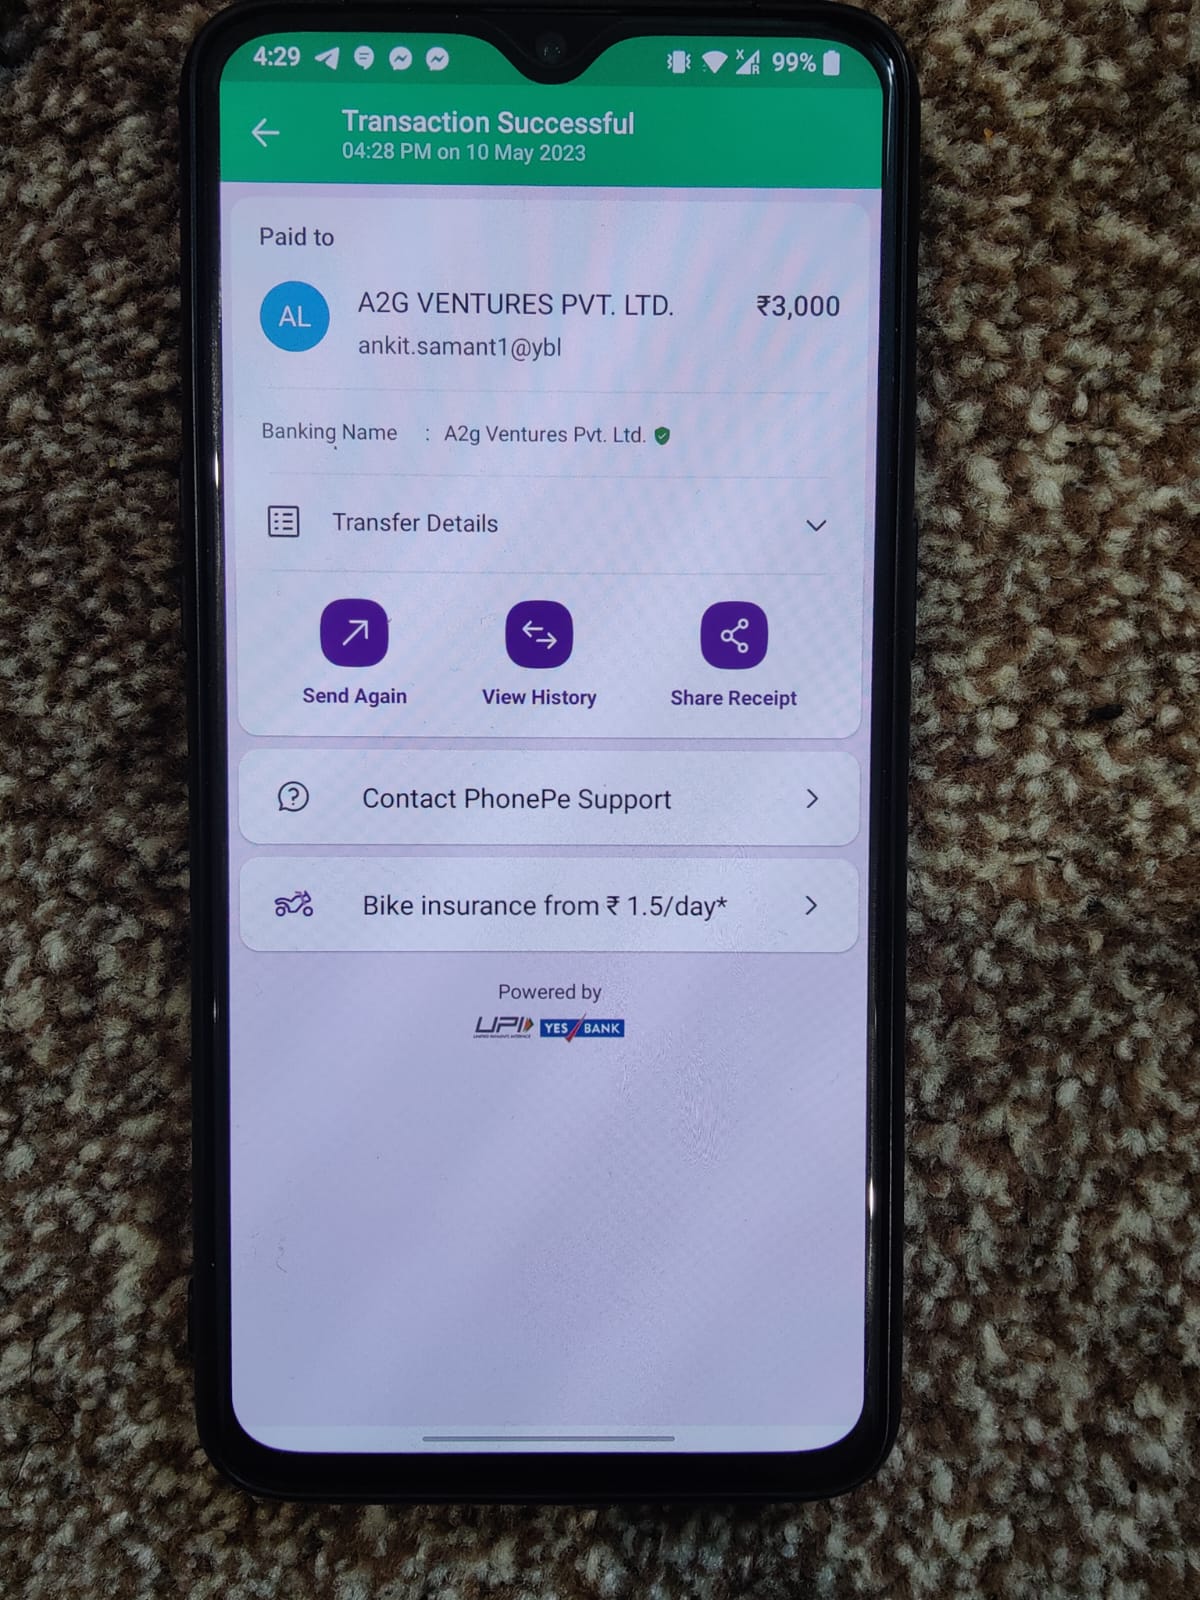 4:29
99%
Transaction Successful
04:28 PM on 10 May 2023
Paid to
AL
A2G VENTURES PVT. LTD.
₹3,000
ankit.samant1@ybl
Banking Name : A2g Ventures Pvt. Ltd.
Transfer Details
Send Again
View History
Share Receipt
Contact PhonePe Support
Bike insurance from ₹ 1.5/day*
Powered by
UPI YES BANK